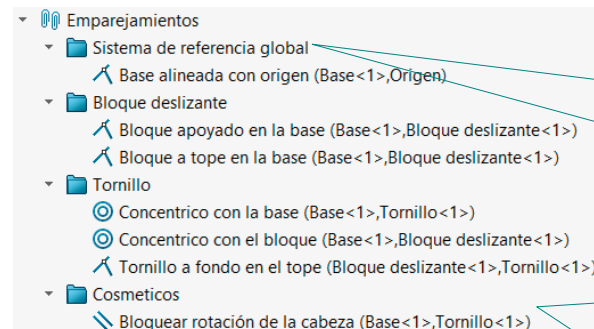 Emparejamientos
Sistema de referencia global
Base alineada con origen (Base<1>,Origen)
Bloque deslizante
Bloque apoyado en la base (Base<1>,Bloque deslizante<1>)
Bloque a tope en la base (Base<1>,Bloque deslizante<1>)
Tornillo
Concentrico con la base (Base<1>,Tornillo<1>)
Concentrico con el bloque (Base<1>,Bloque deslizante<1>)
Tornillo a fondo en el tope (Bloque deslizante<1>,Tornillo<1>)
Cosmeticos
Bloquear rotación de la cabeza (Base<1>,Tornillo<1>)